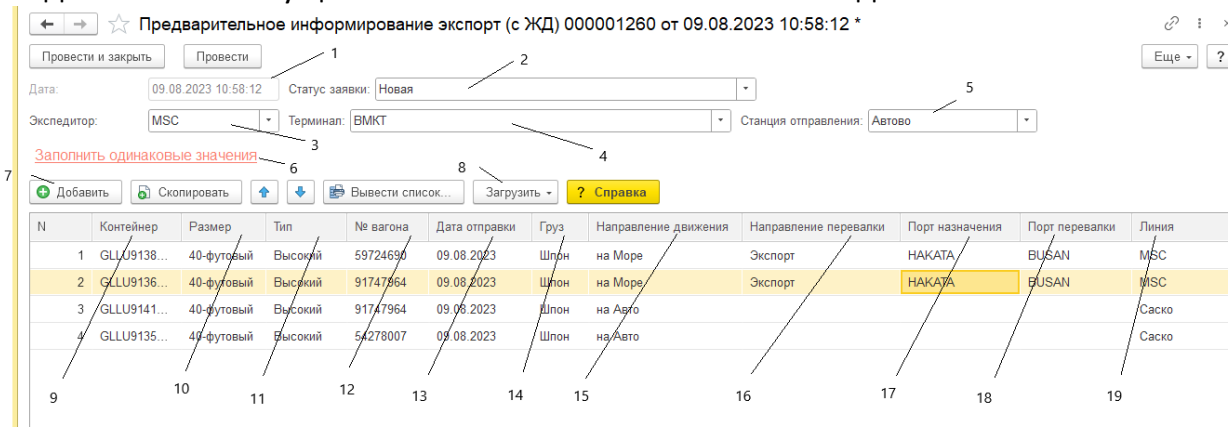 Предварительное информирование экспорт (с ЖД) 000001260 от 09.08.2023 10:58:12 *
Провести и закрыть Провести 1 2 Еще ?
Дата: 09.08.2023 10:58:12 Статус заявки: Новая 5
Экспедитор: MSC Терминал: ВМКТ Станция отправления: Автово
3 4
Заполнить одинаковые значения 6 8
7
Добавить Скопировать Вывести список... Загрузить ? Справка
N Контейнер Размер Тип № вагона Дата отправки Груз Направление движения Направление перевалки Порт назначения Порт перевалки Линия
1 GLLU9138... 40-футовый Высокий 59724690 09.08.2023 Шпон на Море Экспорт HAKATA BUSAN MSC
2 GLLU9136... 40-футовый Высокий 91747964 09.08.2023 Шпон на Море Экспорт HAKATA BUSAN MSC
3 GLLU9141... 40-футовый Высокий 91747964 09.08.2023 Шпон на Авто Саско
4 GLLU9135... 40-футовый Высокий 54278007 09.08.2023 Шпон на Авто Саско
9 10 11 12 13 14 15 16 17 18 19